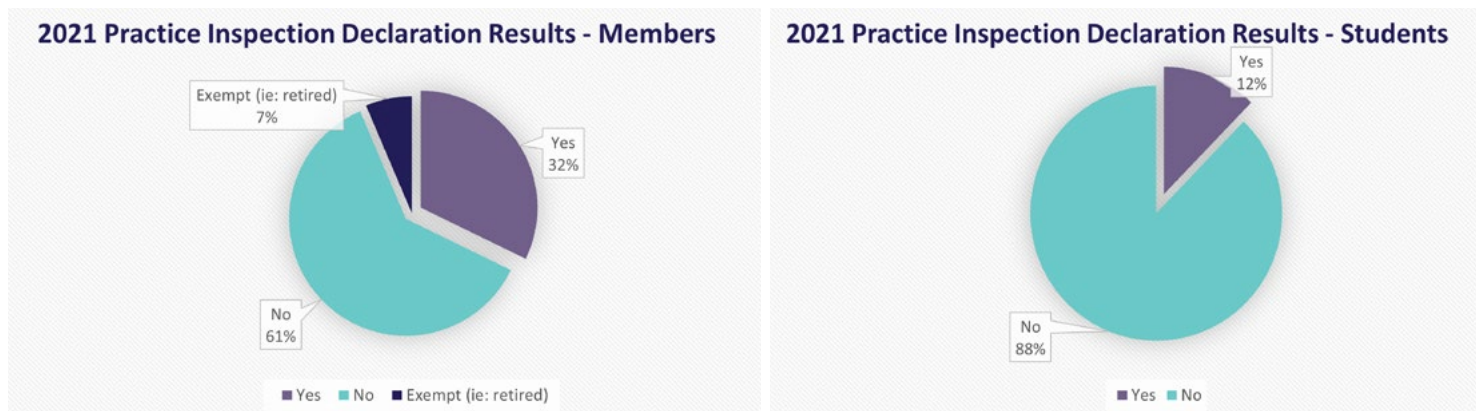 2021 Practice Inspection Declaration Results - Members
Exempt (ie: retired)
7%
Yes
32%
No
61%
Yes No Exempt (ie: retired)
2021 Practice Inspection Declaration Results - Students
Yes
12%
No
88%
Yes No